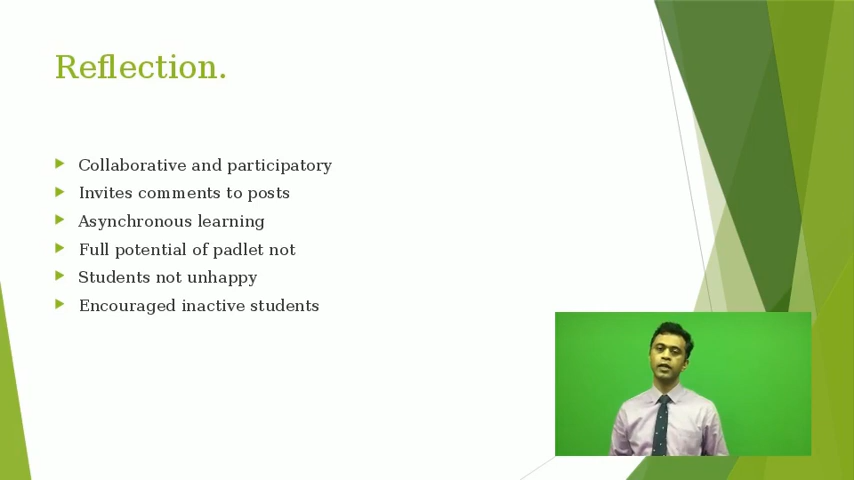 Reflection.
Collaborative and participatory
Invites comments to posts
Asynchronous learning
Full potential of padlet not
Students not unhappy
Encouraged inactive students